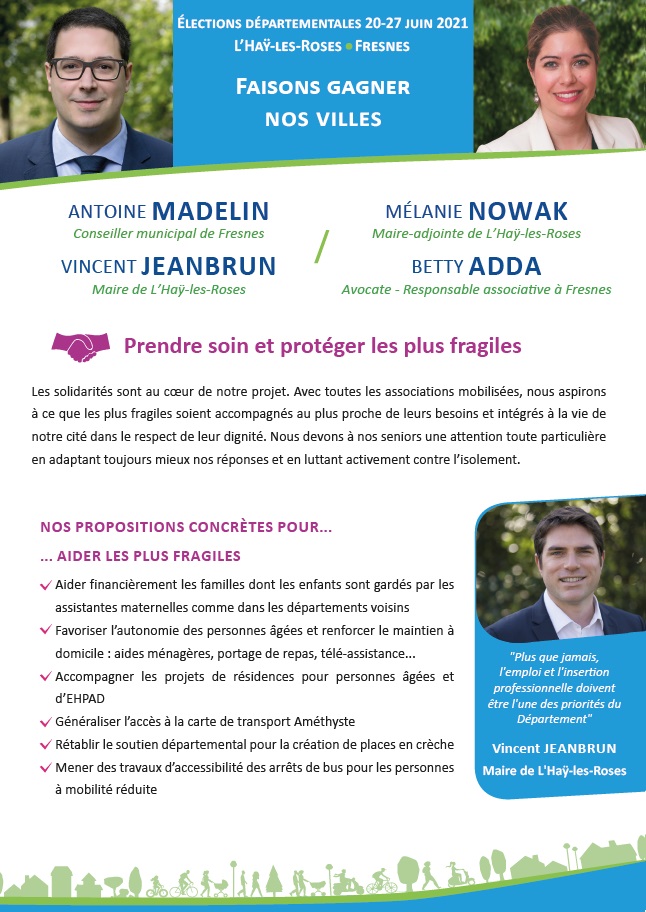 Élections départementales 20-27 juin 2021
L'Haÿ-les-Roses • Fresnes
Faisons gagner
nos villes
ANTOINE MADELIN
Conseiller municipal de Fresnes
VINCENT JEANBRUN
Maire de L'Haÿ-les-Roses
/
MÉLANIE NOWAK
Maire-adjointe de L'Haÿ-les-Roses
BETTY ADDA
Avocate - Responsable associative à Fresnes
Prendre soin et protéger les plus fragiles
Les solidarités sont au cœur de notre projet. Avec toutes les associations mobilisées, nous aspirons
à ce que les plus fragiles soient accompagnés au plus proche de leurs besoins et intégrés à la vie de
notre cité dans le respect de leur dignité. Nous devons à nos seniors une attention toute particulière
en adaptant toujours mieux nos réponses et en luttant activement contre l'isolement.
NOS PROPOSITIONS CONCRÈTES POUR...
... AIDER LES PLUS FRAGILES
Aider financièrement les familles dont les enfants sont gardés par les
assistantes maternelles comme dans les départements voisins
Favoriser l'autonomie des personnes âgées et renforcer le maintien à
domicile : aides ménagères, portage de repas, télé-assistance...
Accompagner les projets de résidences pour personnes âgées et
d'EHPAD
Généraliser l'accès à la carte de transport Améthyste
Rétablir le soutien départemental pour la création de places en crèche
Mener des travaux d'accessibilité des arrêts de bus pour les personnes
à mobilité réduite
"Plus que jamais,
l'emploi et l'insertion
professionnelle doivent
être l'une des priorités du
Département"
Vincent JEANBRUN
Maire de L'Haÿ-les-Roses